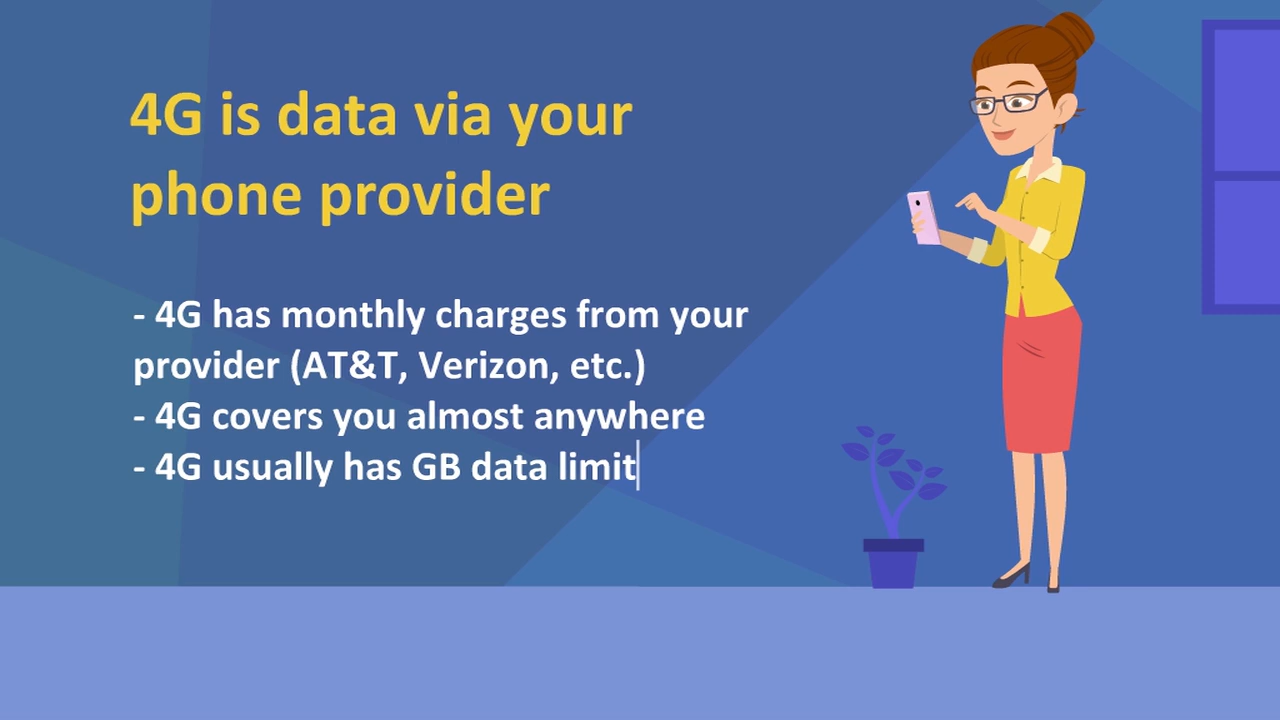 4G is data via your
phone provider
- 4G has monthly charges from your
provider (AT&T, Verizon, etc.)
- 4G covers you almost anywhere
- 4G usually has GB data limit